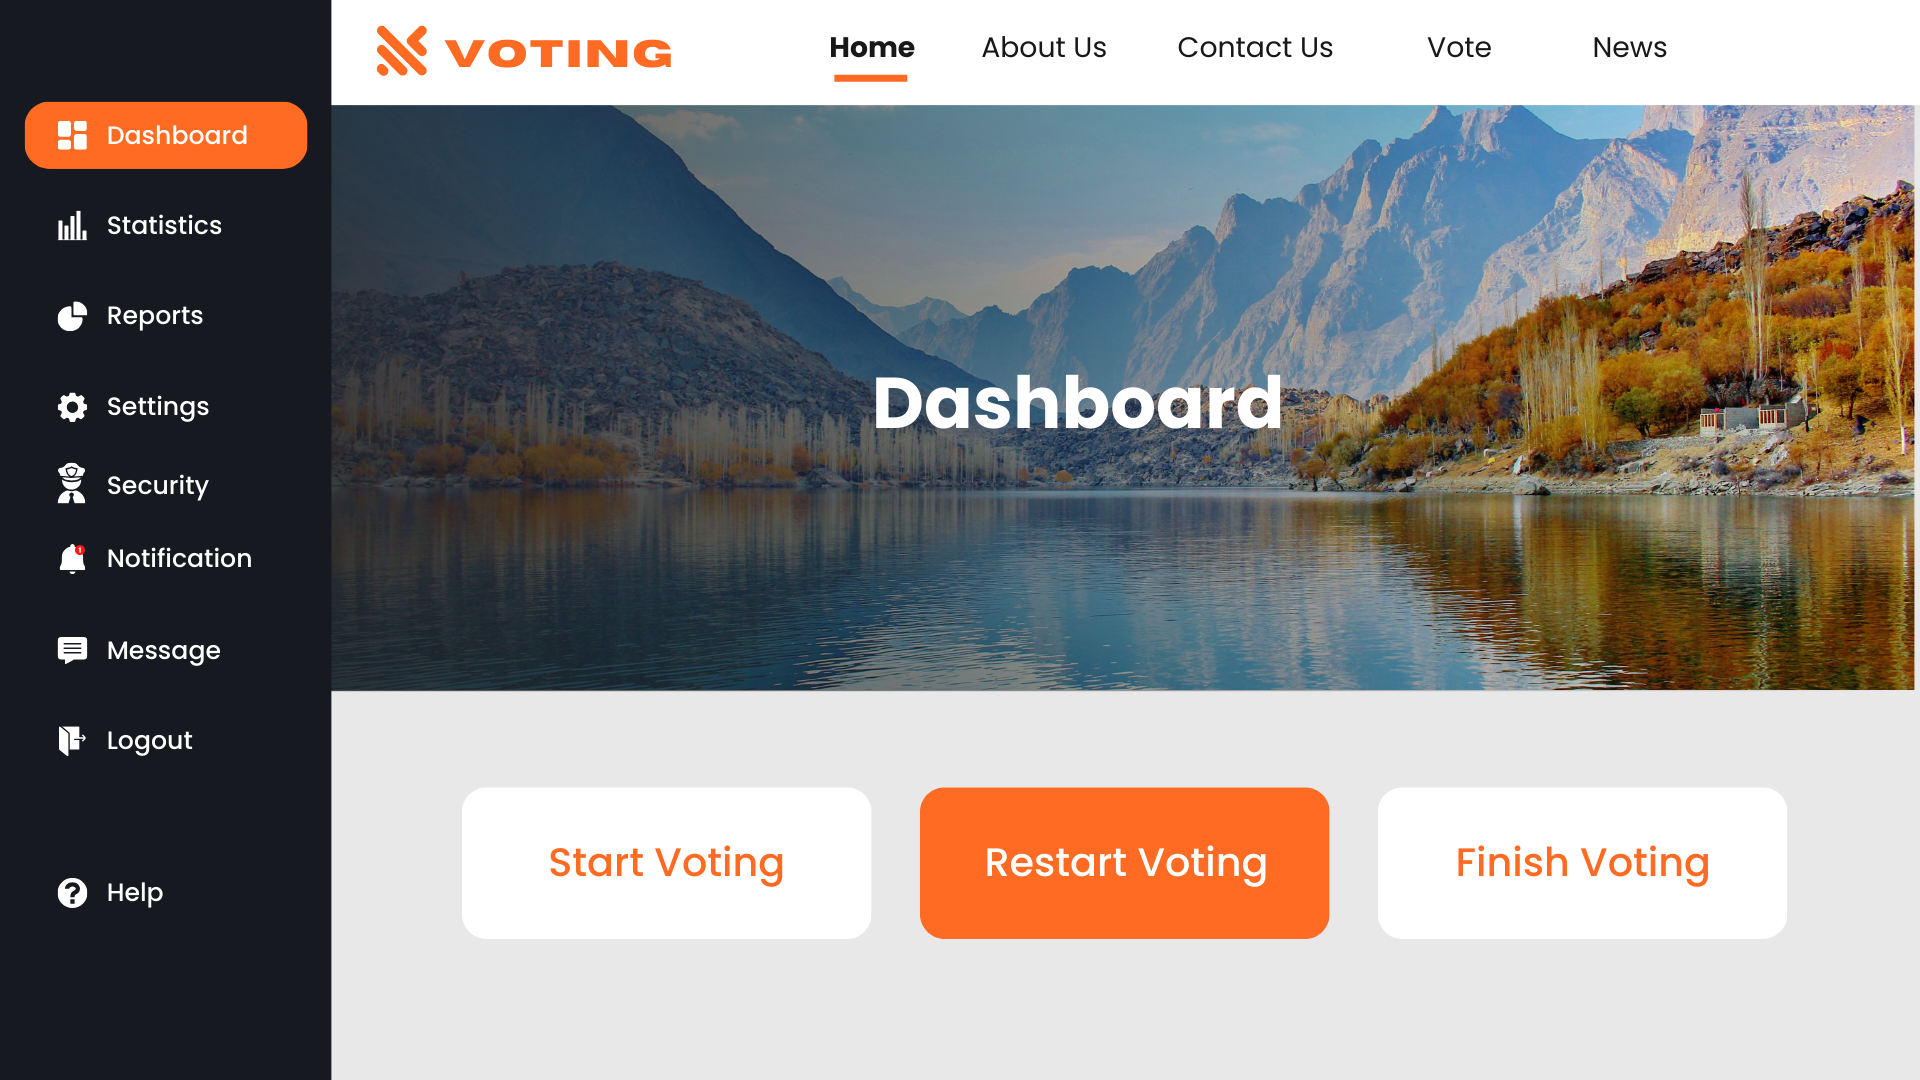 VOTING
Home
About Us
Contact Us
Vote
News
Dashboard
Statistics
Reports
Settings
Security
Notification
Message
Logout
Help
Dashboard
Start Voting
Restart Voting
Finish Voting